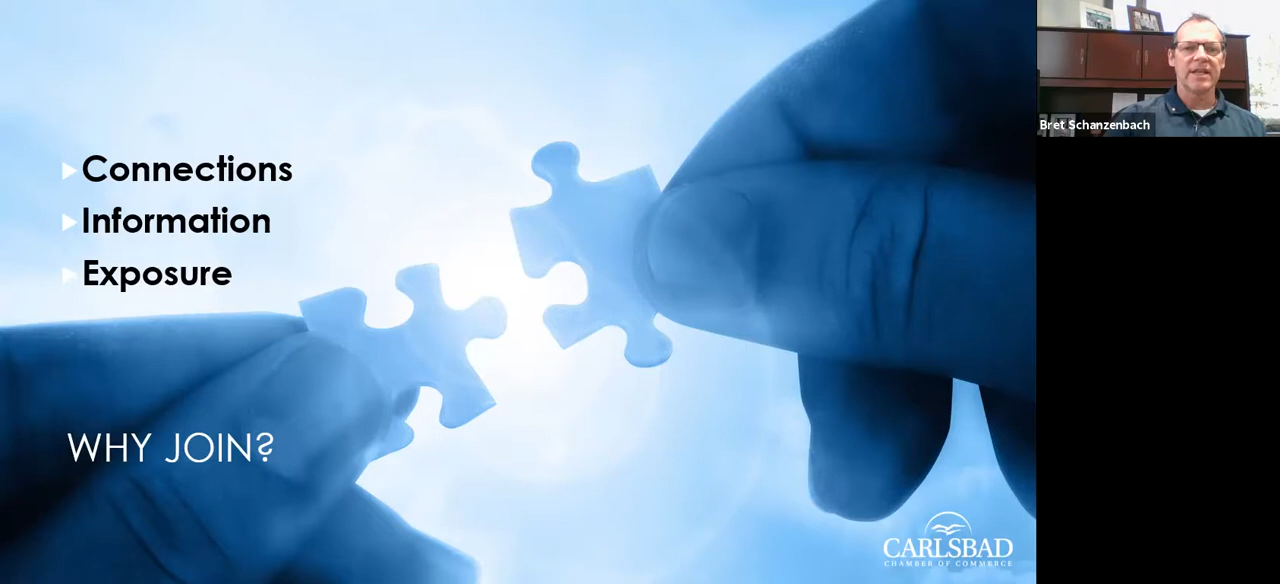 Connections
Information
Exposure
WHY JOIN?
CARLSBAD
CHAMBER OF COMMERCE
Bret Schanzenbach